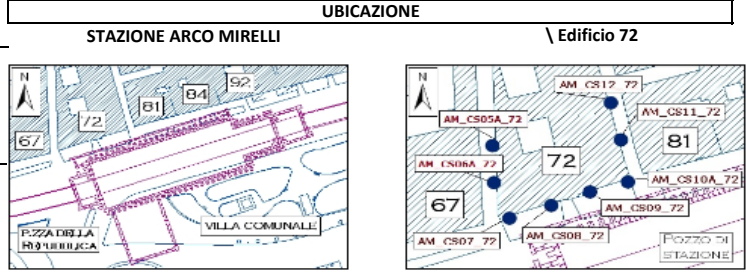 UBICAZIONE
STAZIONE ARCO MIRELLI
\ Edificio 72
N
92
84
81
72
67
P.ZZA DELLA
REPUBBLICA
VILLA COMUNALE
N
AM_CS12_72
AM_CS11_72
AM_CS05A_72
81
72
AM_CS06A_72
AM_CS10A_72
67
AM_CS09_72
AM_CS07_72
AM_CS08_72
POZZO DI
STAZIONE